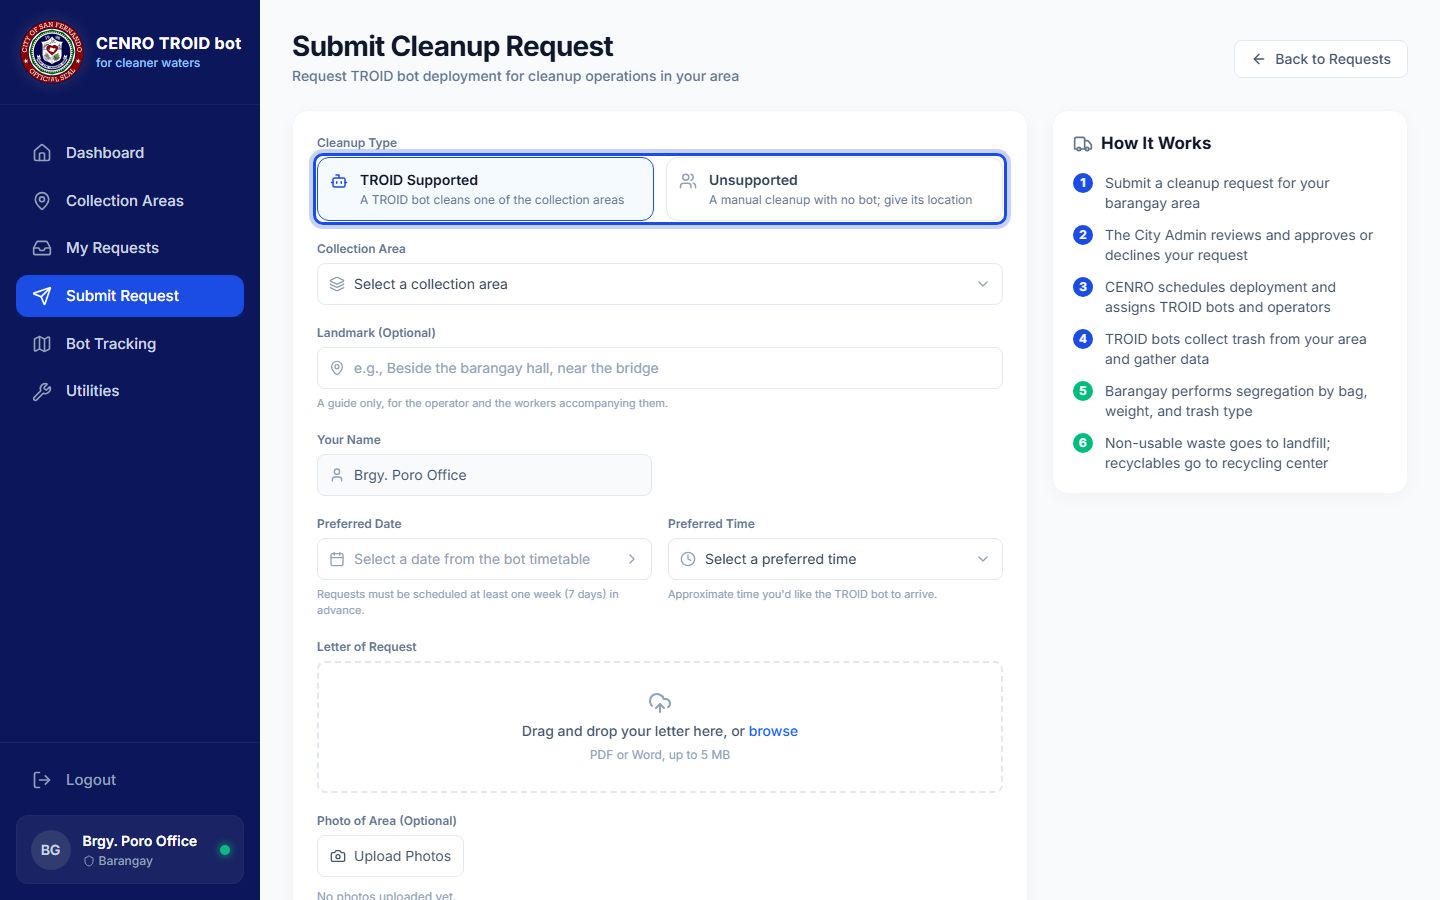 CITY OF SAN FERNANDO
OFFICIAL SEAL
CENRO TROID bot
for cleaner waters
Dashboard
Collection Areas
My Requests
Submit Request
Bot Tracking
Utilities
Logout
BG
Brgy. Poro Office
Barangay
Submit Cleanup Request
Request TROID bot deployment for cleanup operations in your area
Back to Requests
Cleanup Type
TROID Supported
A TROID bot cleans one of the collection areas
Unsupported
A manual cleanup with no bot; give its location
Collection Area
Select a collection area
Landmark (Optional)
e.g., Beside the barangay hall, near the bridge
A guide only, for the operator and the workers accompanying them.
Your Name
Brgy. Poro Office
Preferred Date
Select a date from the bot timetable
Requests must be scheduled at least one week (7 days) in
advance.
Preferred Time
Select a preferred time
Approximate time you'd like the TROID bot to arrive.
Letter of Request
Drag and drop your letter here, or browse
PDF or Word, up to 5 MB
Photo of Area (Optional)
Upload Photos
No photos uploaded yet.
How It Works
1 Submit a cleanup request for your
barangay area
2 The City Admin reviews and approves or
declines your request
3 CENRO schedules deployment and
assigns TROID bots and operators
4 TROID bots collect trash from your area
and gather data
5 Barangay performs segregation by bag,
weight, and trash type
6 Non-usable waste goes to landfill;
recyclables go to recycling center